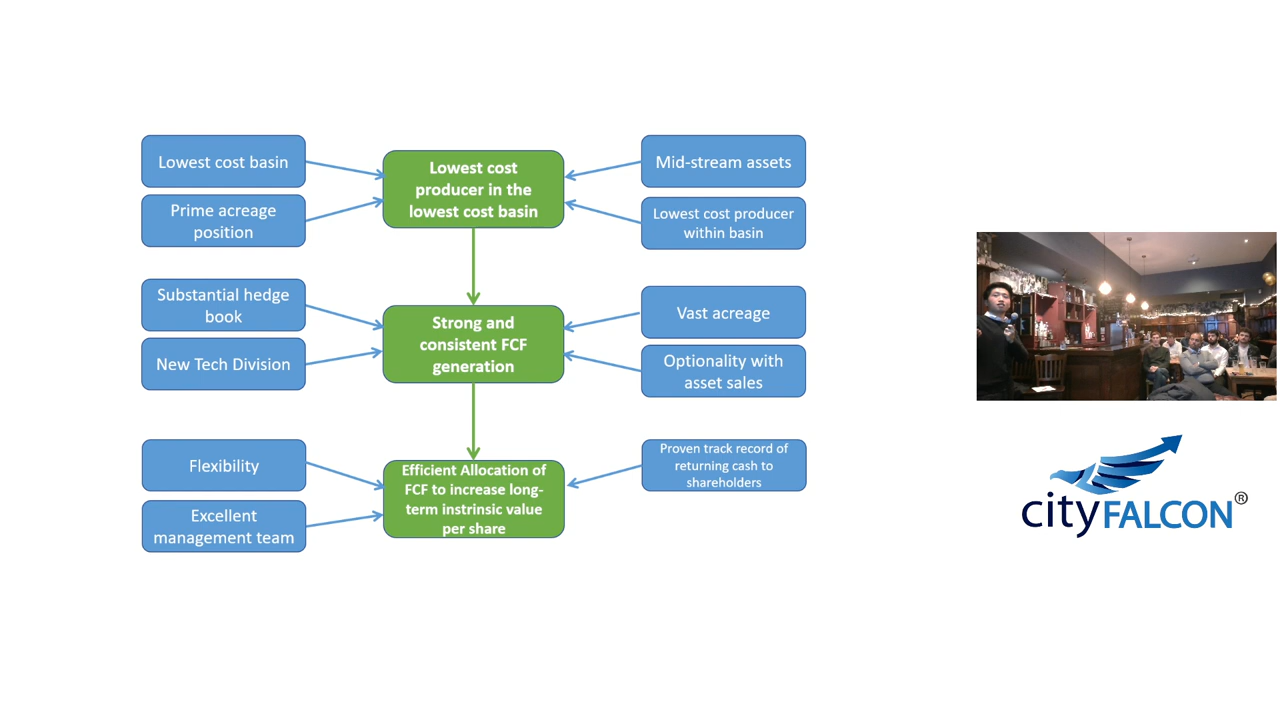 Lowest cost basin
Prime acreage
position
Lowest cost
producer in the
lowest cost basin
Mid-stream assets
Lowest cost producer
within basin
Substantial hedge
book
New Tech Division
Strong and
consistent FCF
generation
Vast acreage
Optionality with
asset sales
Flexibility
Excellent
management team
Efficient Allocation of
FCF to increase long-
term instrinsic value
per share
Proven track record of
returning cash to
shareholders
cityFALCON®